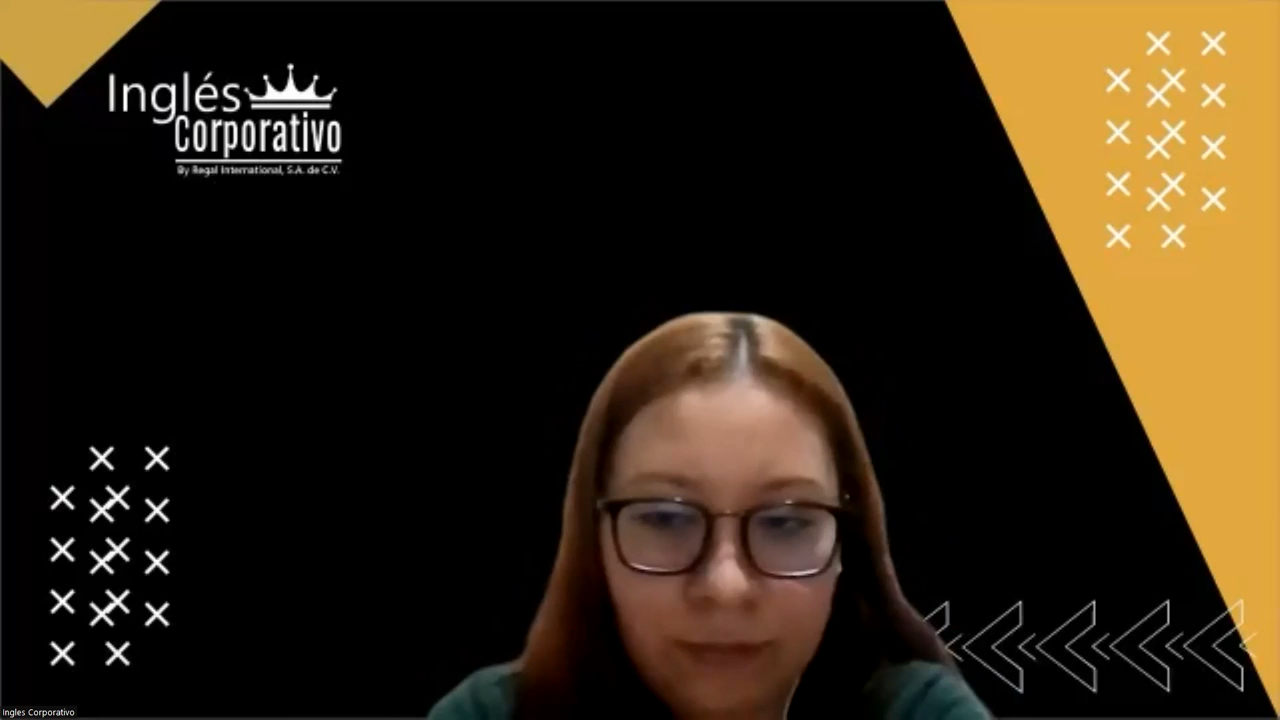 Inglés
Corporativo
By Regal International, S.A. de C.V.
Ingles Corporativo